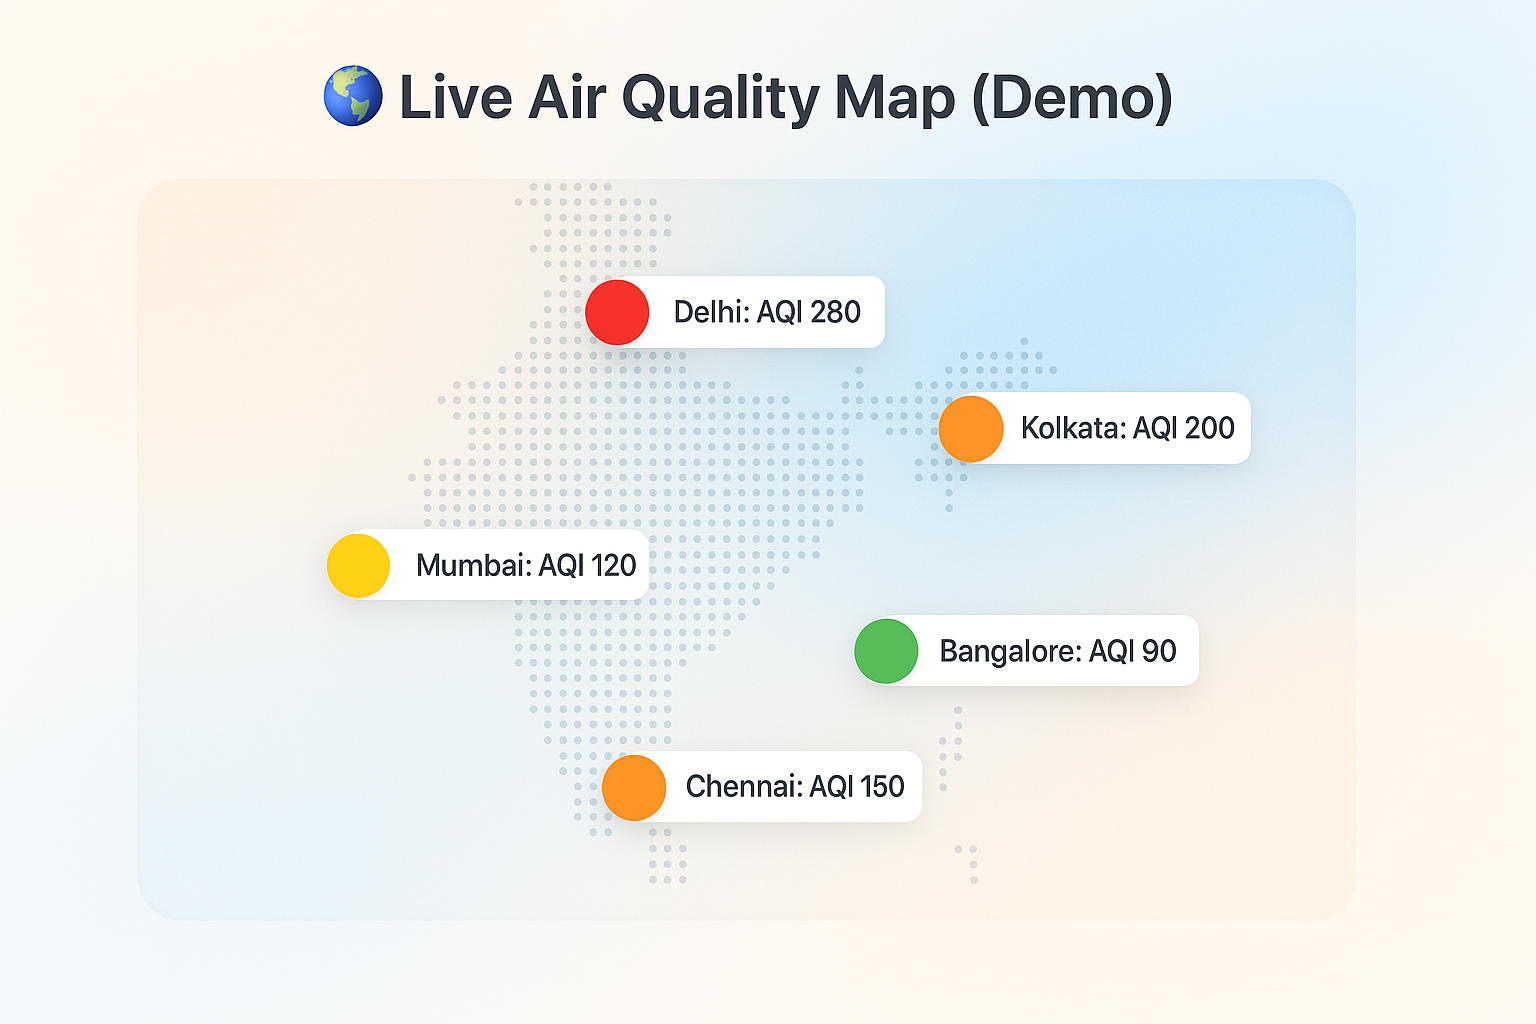 Live Air Quality Map (Demo)
Delhi: AQI 280
Kolkata: AQI 200
Mumbai: AQI 120
Bangalore: AQI 90
Chennai: AQI 150